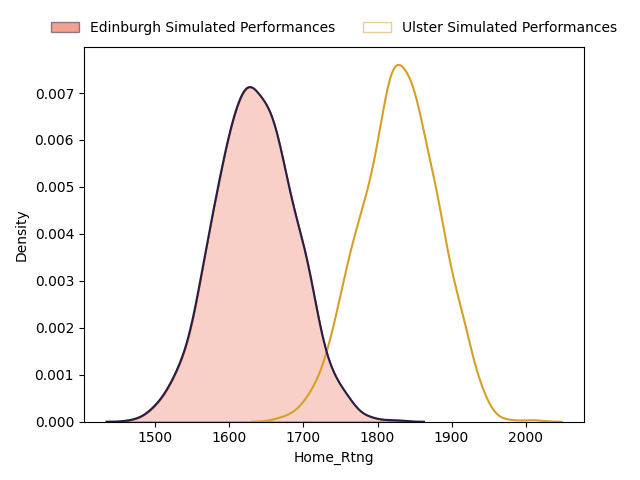 Edinburgh Simulated Performances
Ulster Simulated Performances
0.007
0.006
0.005
0.004
0.003
0.002
0.001
0.000
Density
1500 1600 1700 1800 1900 2000
Home_Rtng